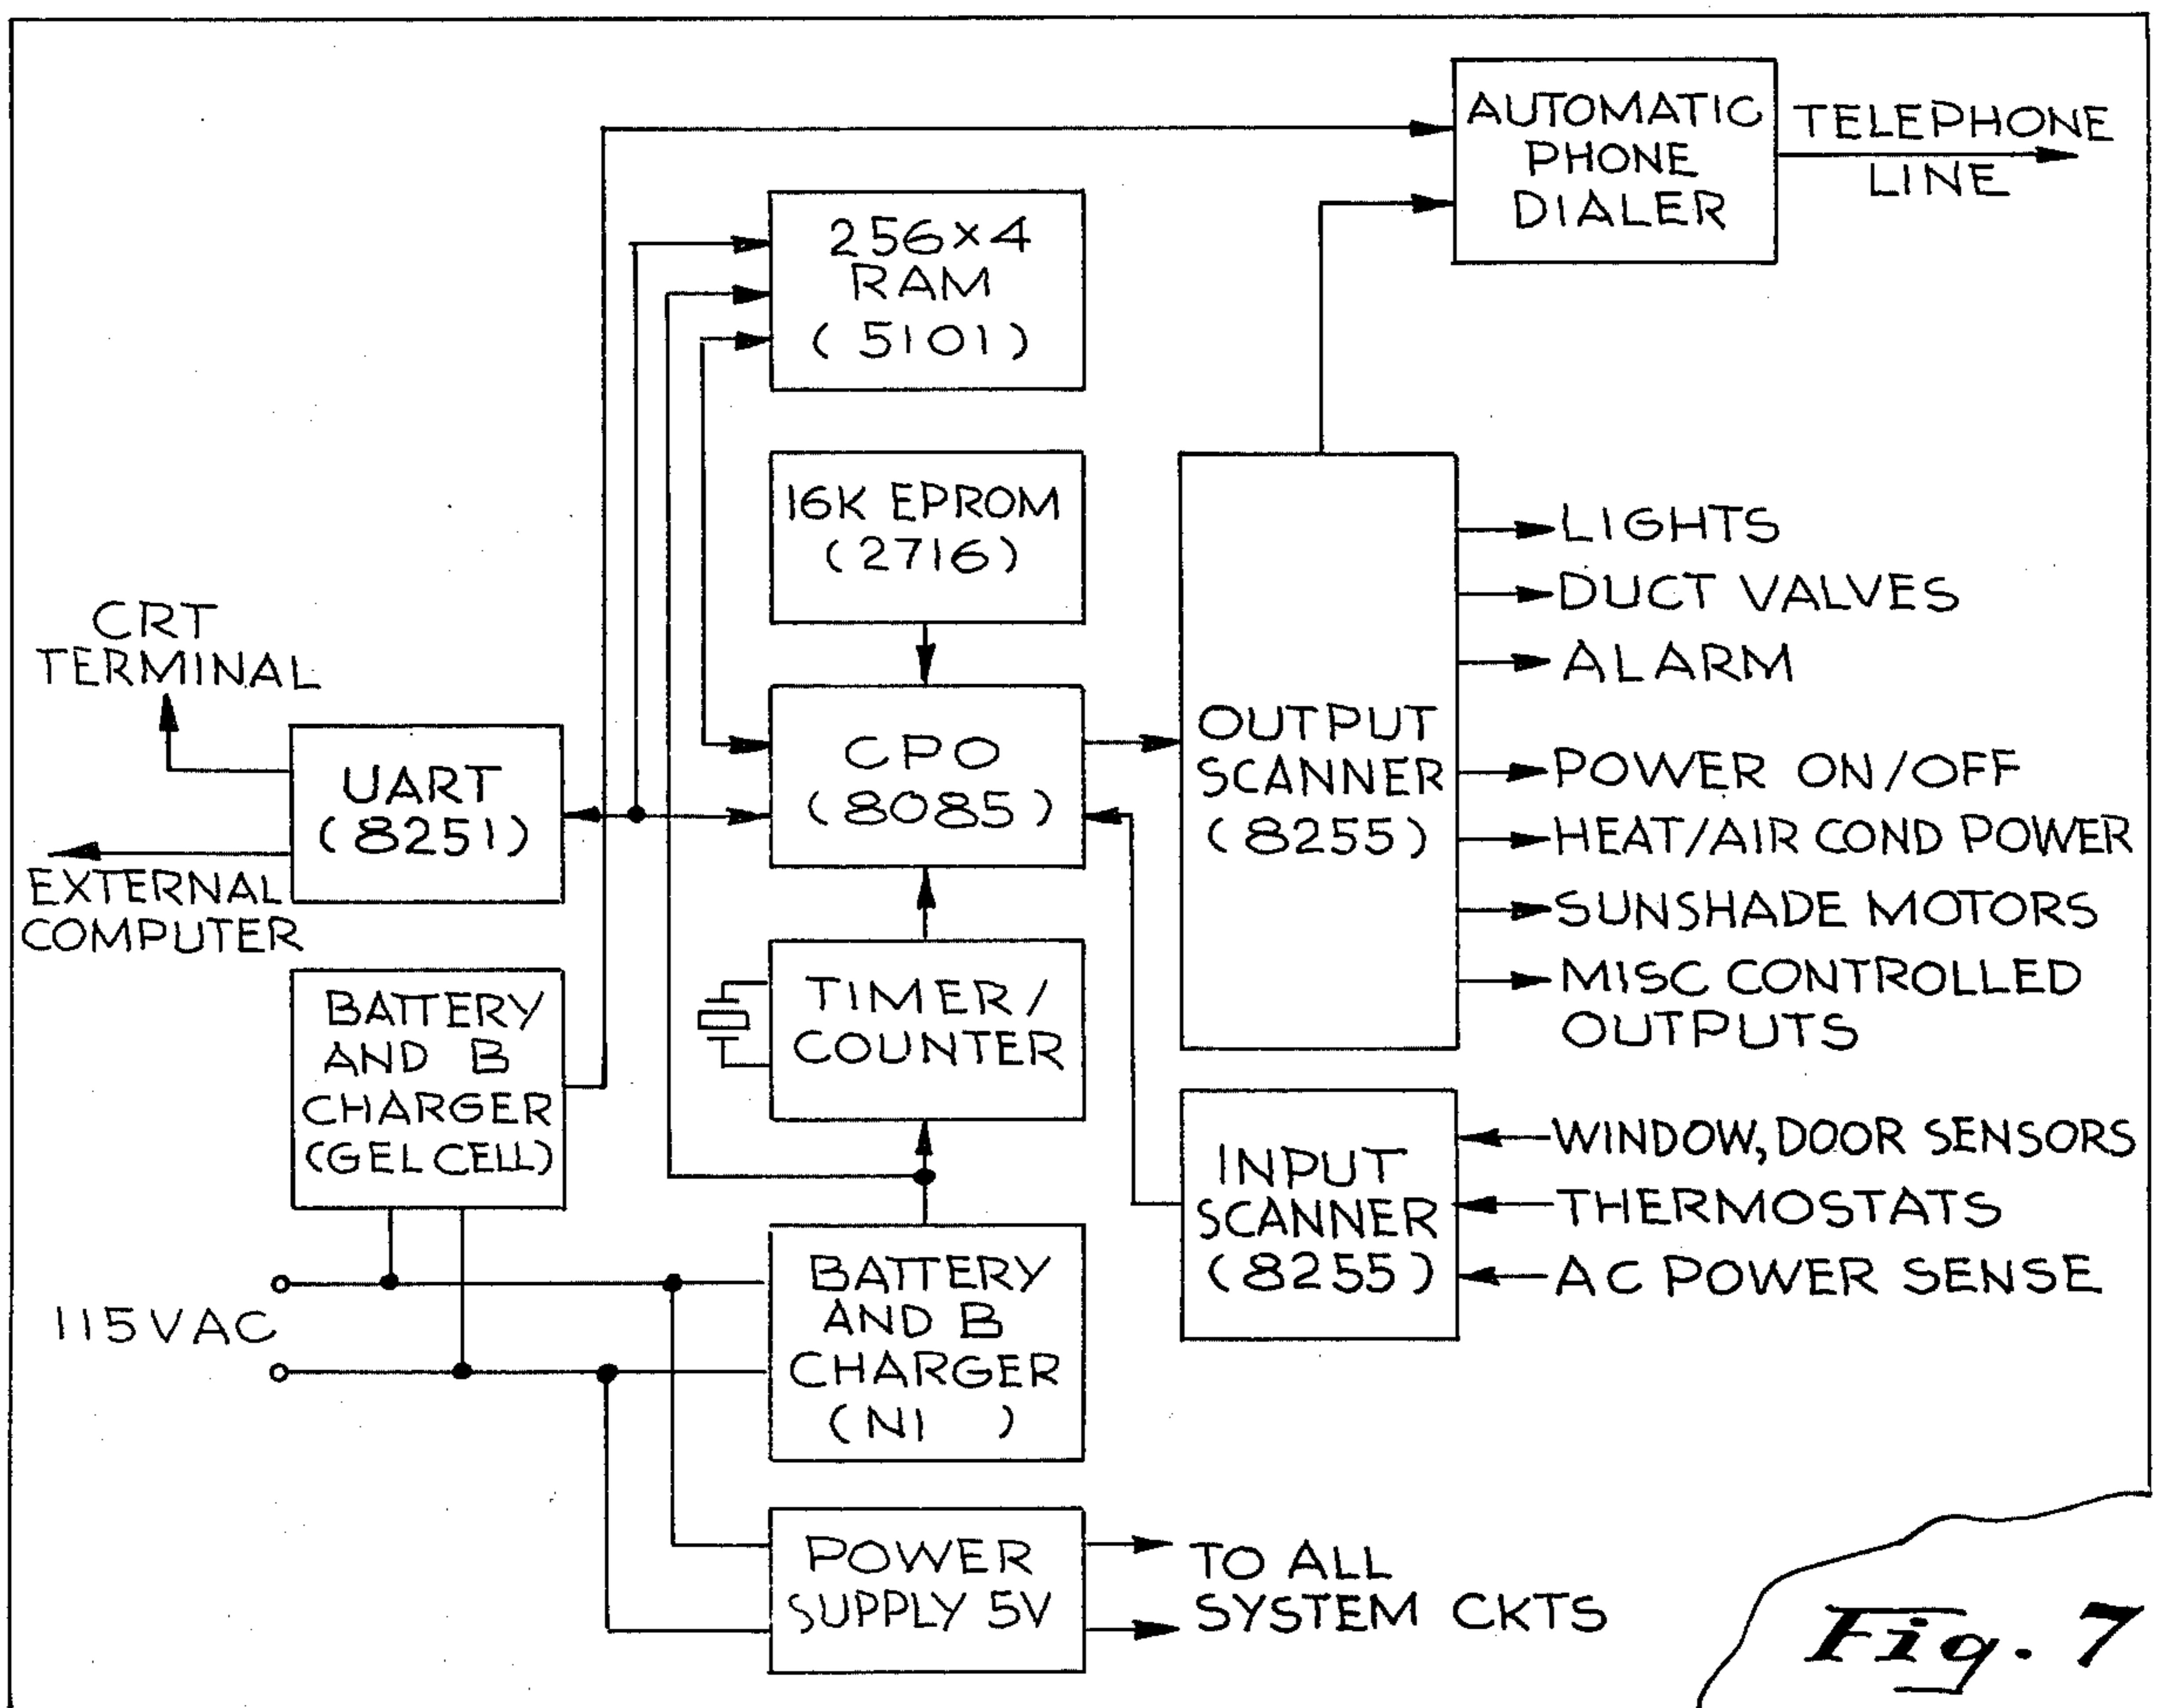 AUTOMATIC
PHONE
DIALER
TELEPHONE
LINE
256×4
RAM
(5101)
16K EPROM
(2716)
CRT
TERMINAL
UART
(8251)
EXTERNAL
COMPUTER
CPO
(8085)
OUTPUT
SCANNER
(8255)
LIGHTS
DUCT VALVES
ALARM
POWER ON/OFF
HEAT/AIR COND POWER
SUNSHADE MOTORS
MISC CONTROLLED
OUTPUTS
BATTERY
AND B
CHARGER
(GEL CELL)
TIMER/
COUNTER
INPUT
SCANNER
(8255)
WINDOW, DOOR SENSORS
THERMOSTATS
AC POWER SENSE
115VAC
BATTERY
AND B
CHARGER
(NI )
POWER
SUPPLY 5V
TO ALL
SYSTEM CKTS
Fig. 7